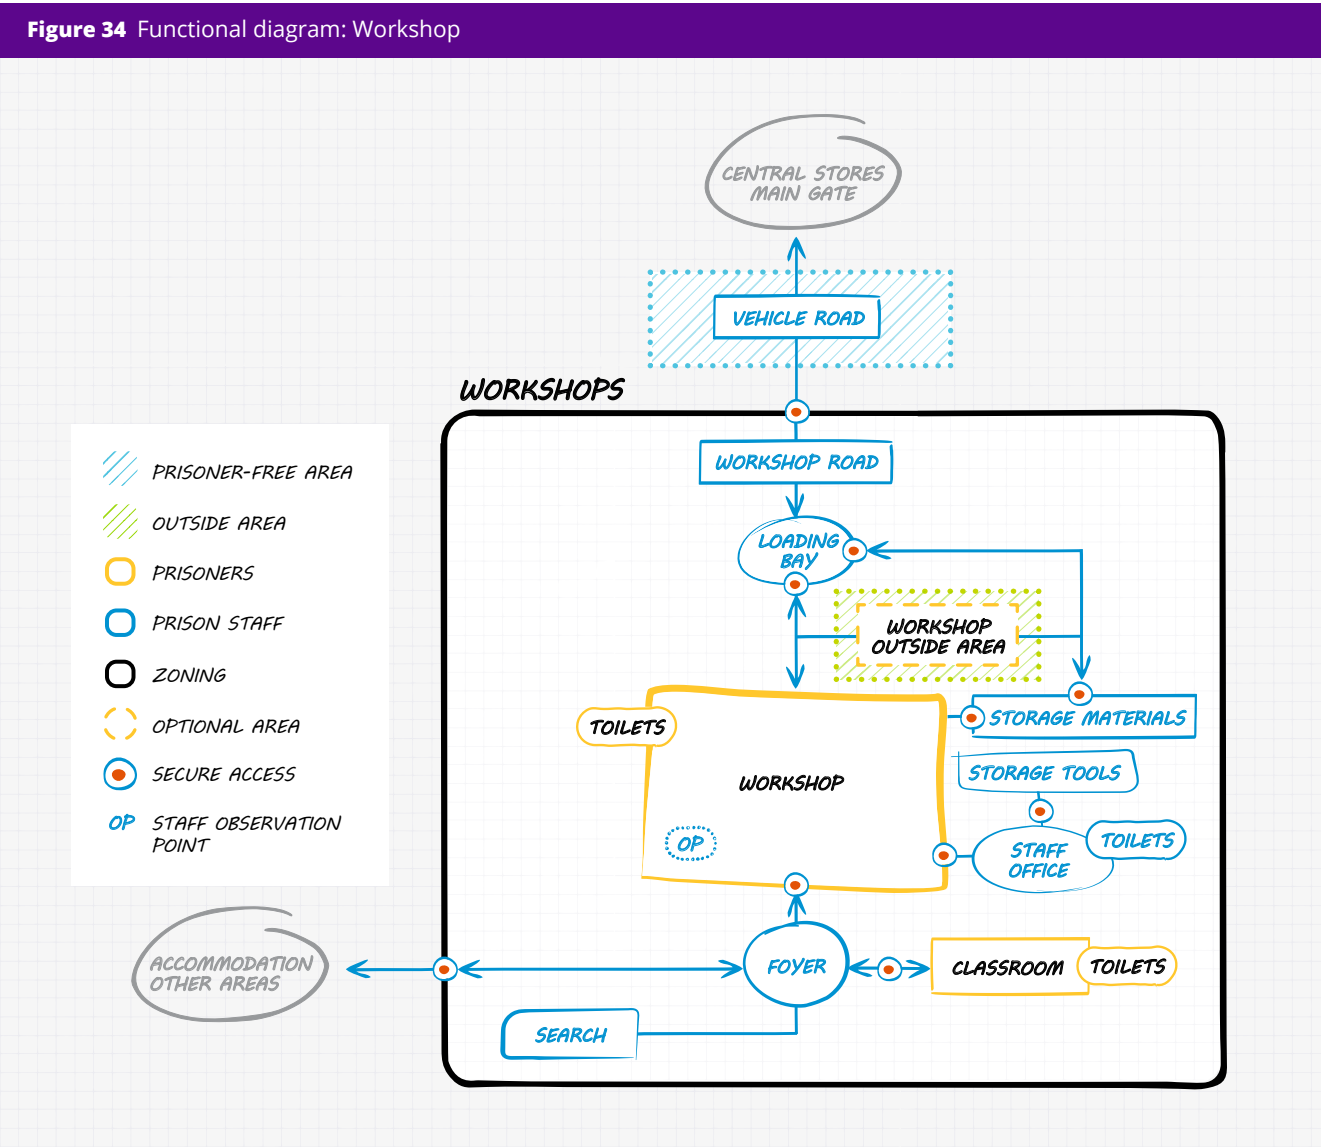 Figure 34 Functional diagram: Workshop
CENTRAL STORES
MAIN GATE
VEHICLE ROAD
WORKSHOPS
WORKSHOP ROAD
LOADING
BAY
WORKSHOP
OUTSIDE AREA
TOILETS
STORAGE MATERIALS
WORKSHOP
STORAGE TOOLS
OP
STAFF
OFFICE
TOILETS
FOYER
CLASSROOM
TOILETS
SEARCH
PRISONER-FREE AREA
OUTSIDE AREA
PRISONERS
PRISON STAFF
ZONING
OPTIONAL AREA
SECURE ACCESS
OP STAFF OBSERVATION
POINT
ACCOMMODATION
OTHER AREAS